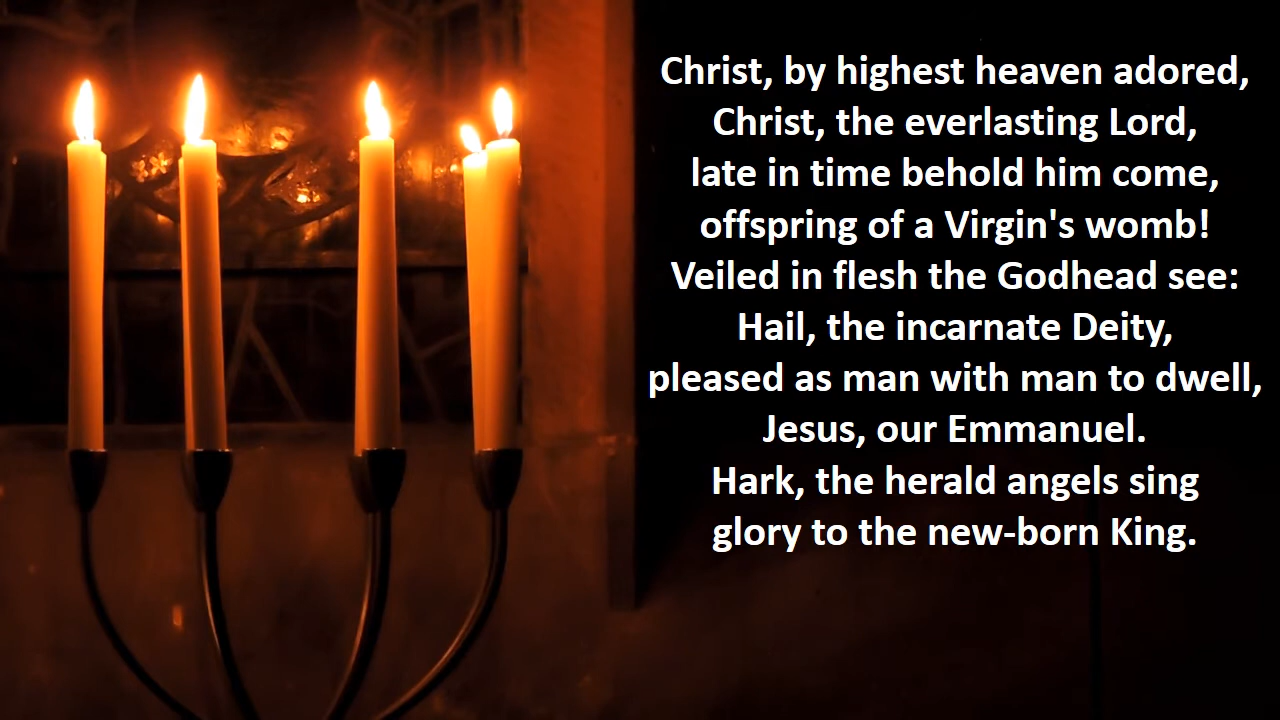 Christ, by highest heaven adored,
Christ, the everlasting Lord,
late in time behold him come,
offspring of a Virgin's womb!
Veiled in flesh the Godhead see:
Hail, the incarnate Deity,
pleased as man with man to dwell,
Jesus, our Emmanuel.
Hark, the herald angels sing
glory to the new-born King.